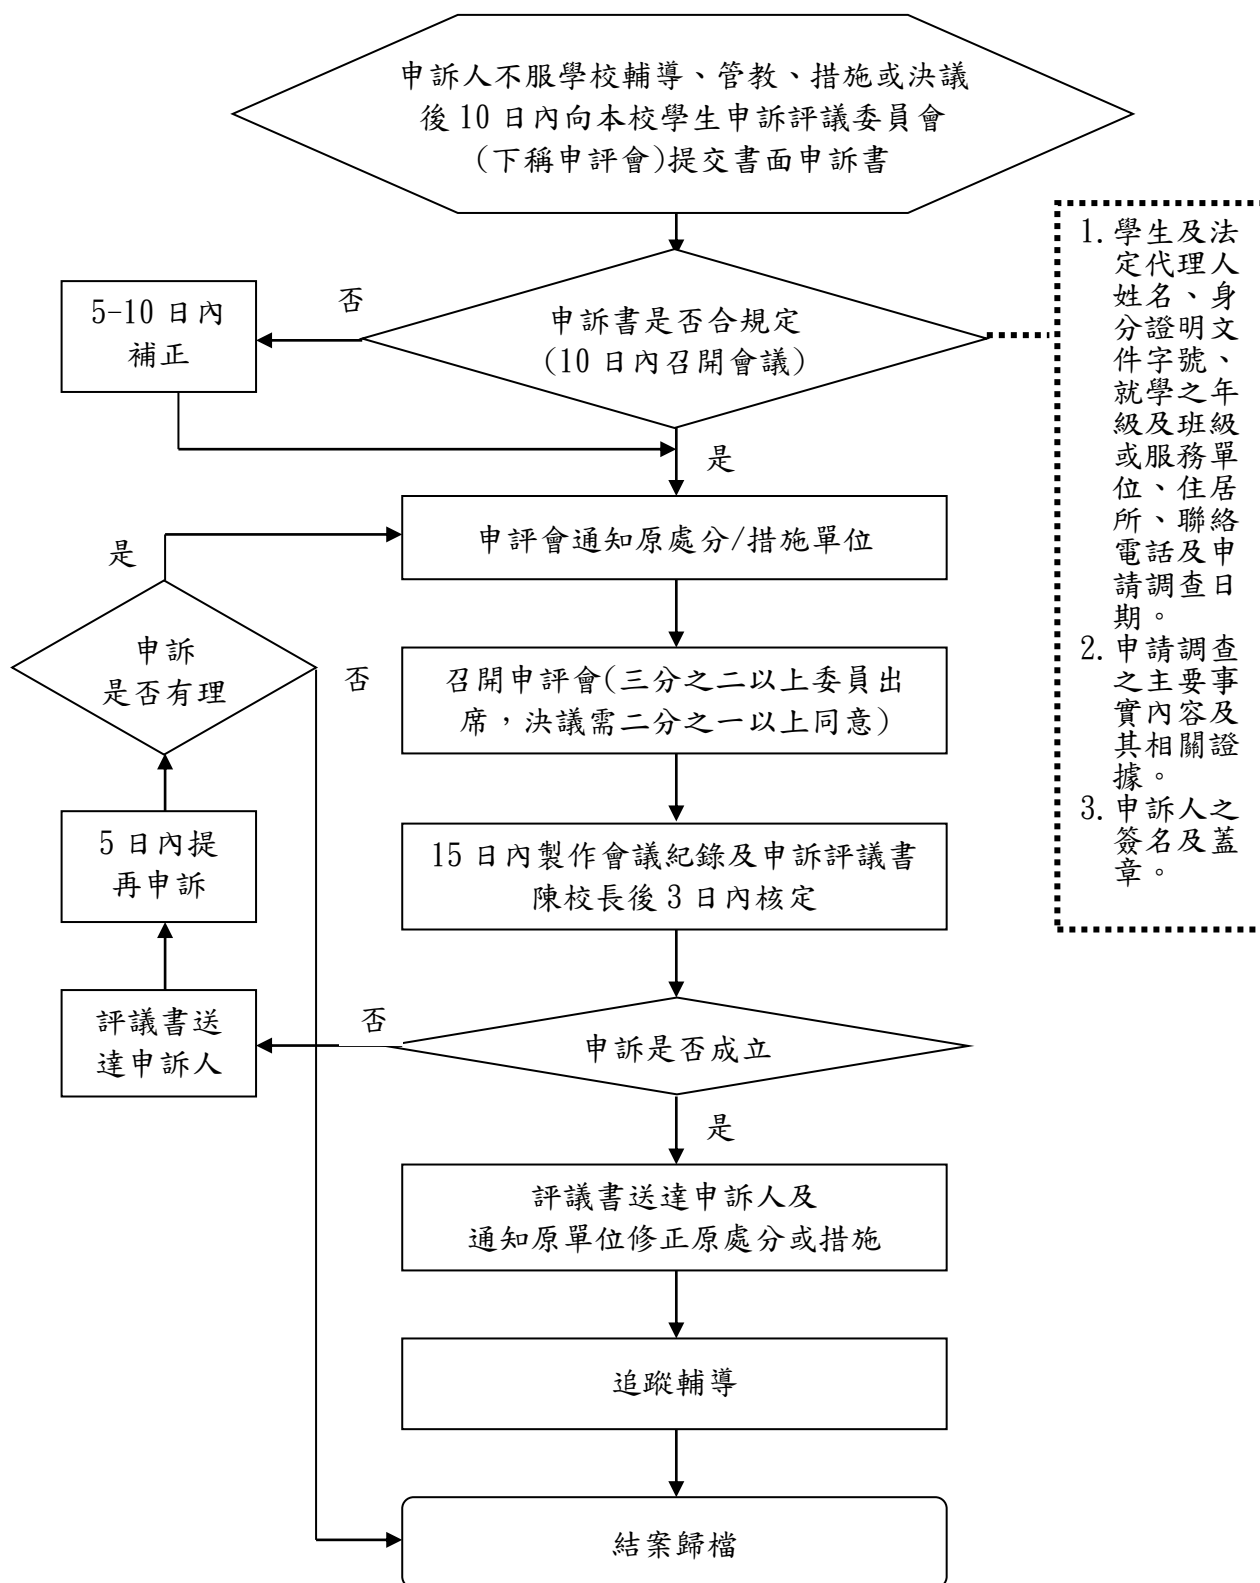 申訴人不服學校輔導、管教、措施或決議
後 10 日內向本校學生申訴評議委員會
(下稱申評會)提交書面申訴書
申訴書是否合規定
(10 日內召開會議)
否
5-10 日內
補正
是
1. 學生及法
定代理人
姓名、身
分證明文
件字號、
就學之年
級及班級
或服務單
位、住居
所、聯絡
電話及申
請調查日
期。
2. 申請調查
之主要事
實內容及
其相關證
據。
3. 申訴人之
簽名及蓋
章。
申評會通知原處分/措施單位
是
申訴
是否有理
否
召開申評會(三分之二以上委員出
席，決議需二分之一以上同意)
5 日內提
再申訴
15 日內製作會議紀錄及申訴評議書
陳校長後 3 日內核定
評議書送
達申訴人
否
申訴是否成立
是
評議書送達申訴人及
通知原單位修正原處分或措施
追蹤輔導
結案歸檔